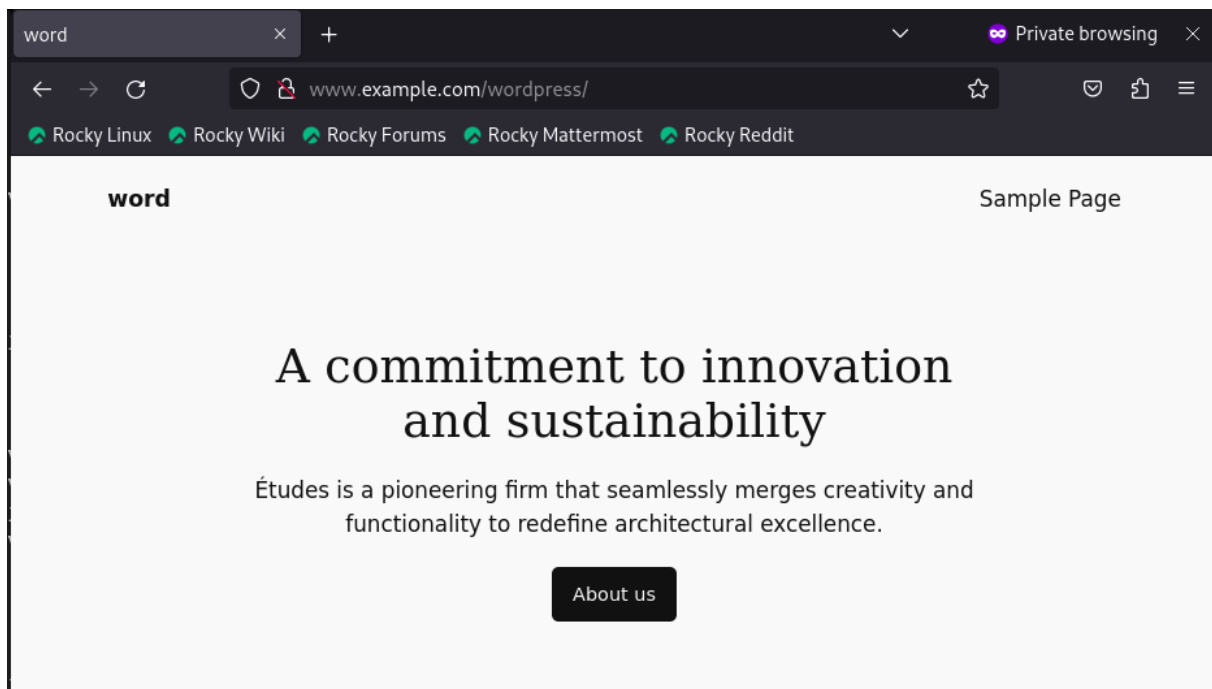 word
Private browsing
www.example.com/wordpress/
Rocky Linux Rocky Wiki Rocky Forums Rocky Mattermost Rocky Reddit
word Sample Page
A commitment to innovation
and sustainability
Études is a pioneering firm that seamlessly merges creativity and
functionality to redefine architectural excellence.
About us